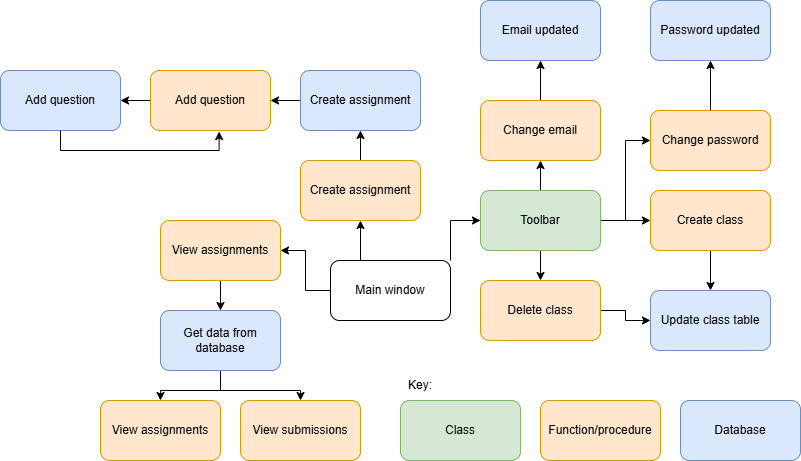 Email updated
Password updated
Add question
Add question
Create assignment
Change email
Change password
Create assignment
Toolbar
Create class
View assignments
Main window
Delete class
Update class table
Get data from
database
Key:
View assignments
View submissions
Class
Function/procedure
Database